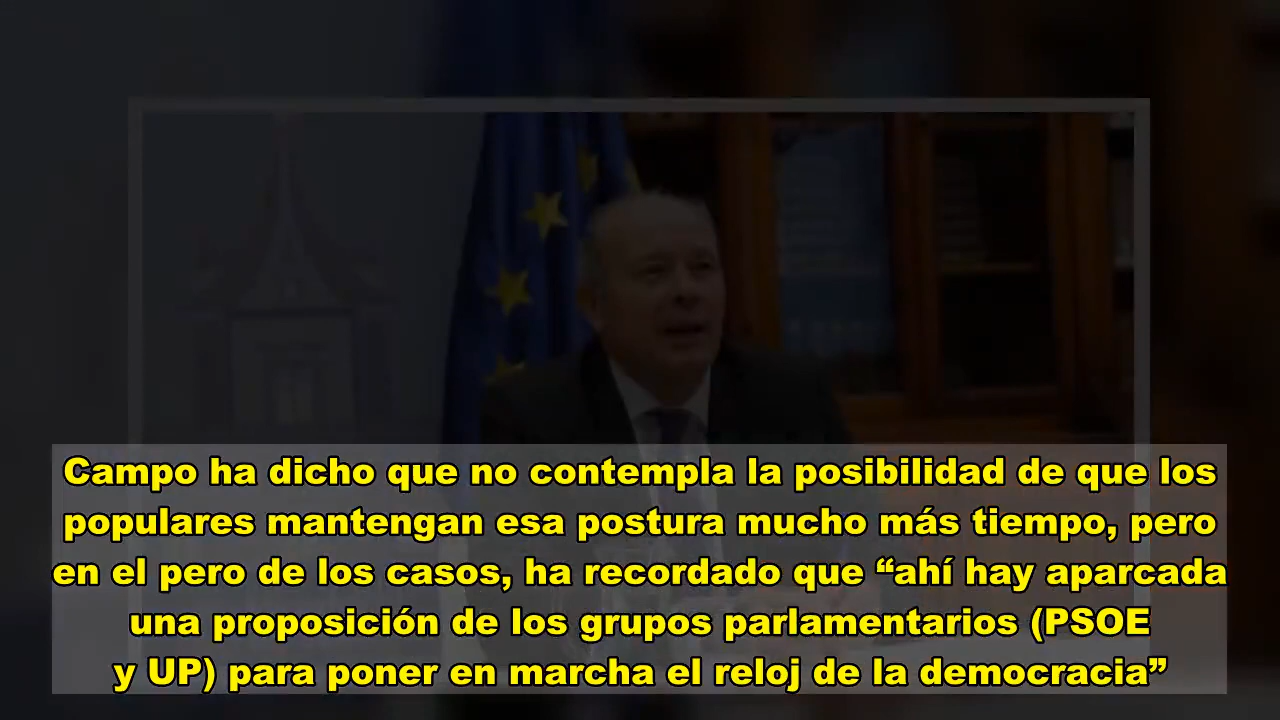 Campo ha dicho que no contempla la posibilidad de que los
populares mantengan esa postura mucho más tiempo, pero
en el pero de los casos, ha recordado que “ahí hay aparcada
una proposición de los grupos parlamentarios (PSOE
y UP) para poner en marcha el reloj de la democracia”